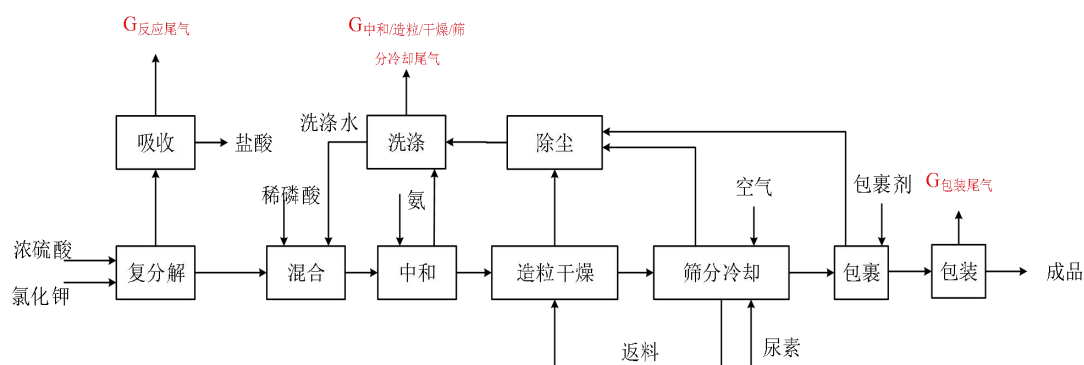 G反应尾气
G中和/造粒/干燥/筛
分冷却尾气
吸收
盐酸
洗涤水
洗涤
除尘
稀磷酸
氨
空气
包裹剂
G包装尾气
浓硫酸
氯化钾
复分解
混合
中和
造粒干燥
筛分冷却
包裹
包装
成品
返料
尿素